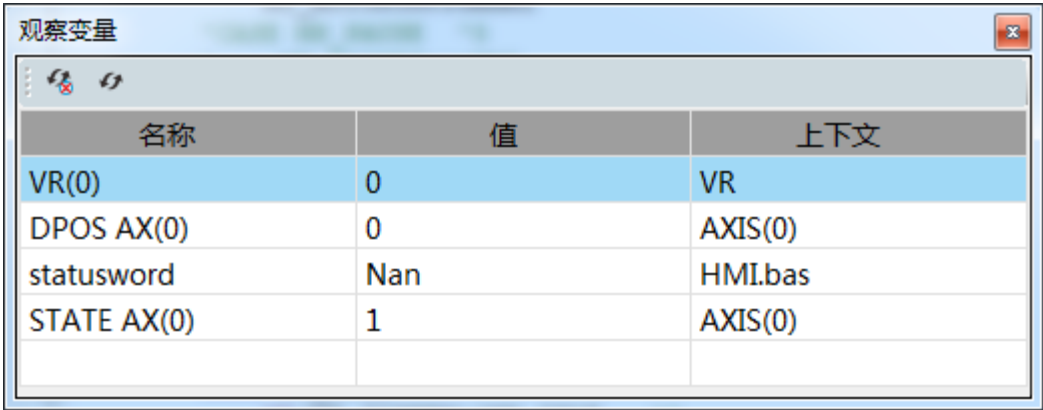 观察变量
名称 值 上下文
VR(0) 0 VR
DPOS AX(0) 0 AXIS(0)
statusword Nan HMI.bas
STATE AX(0) 1 AXIS(0)